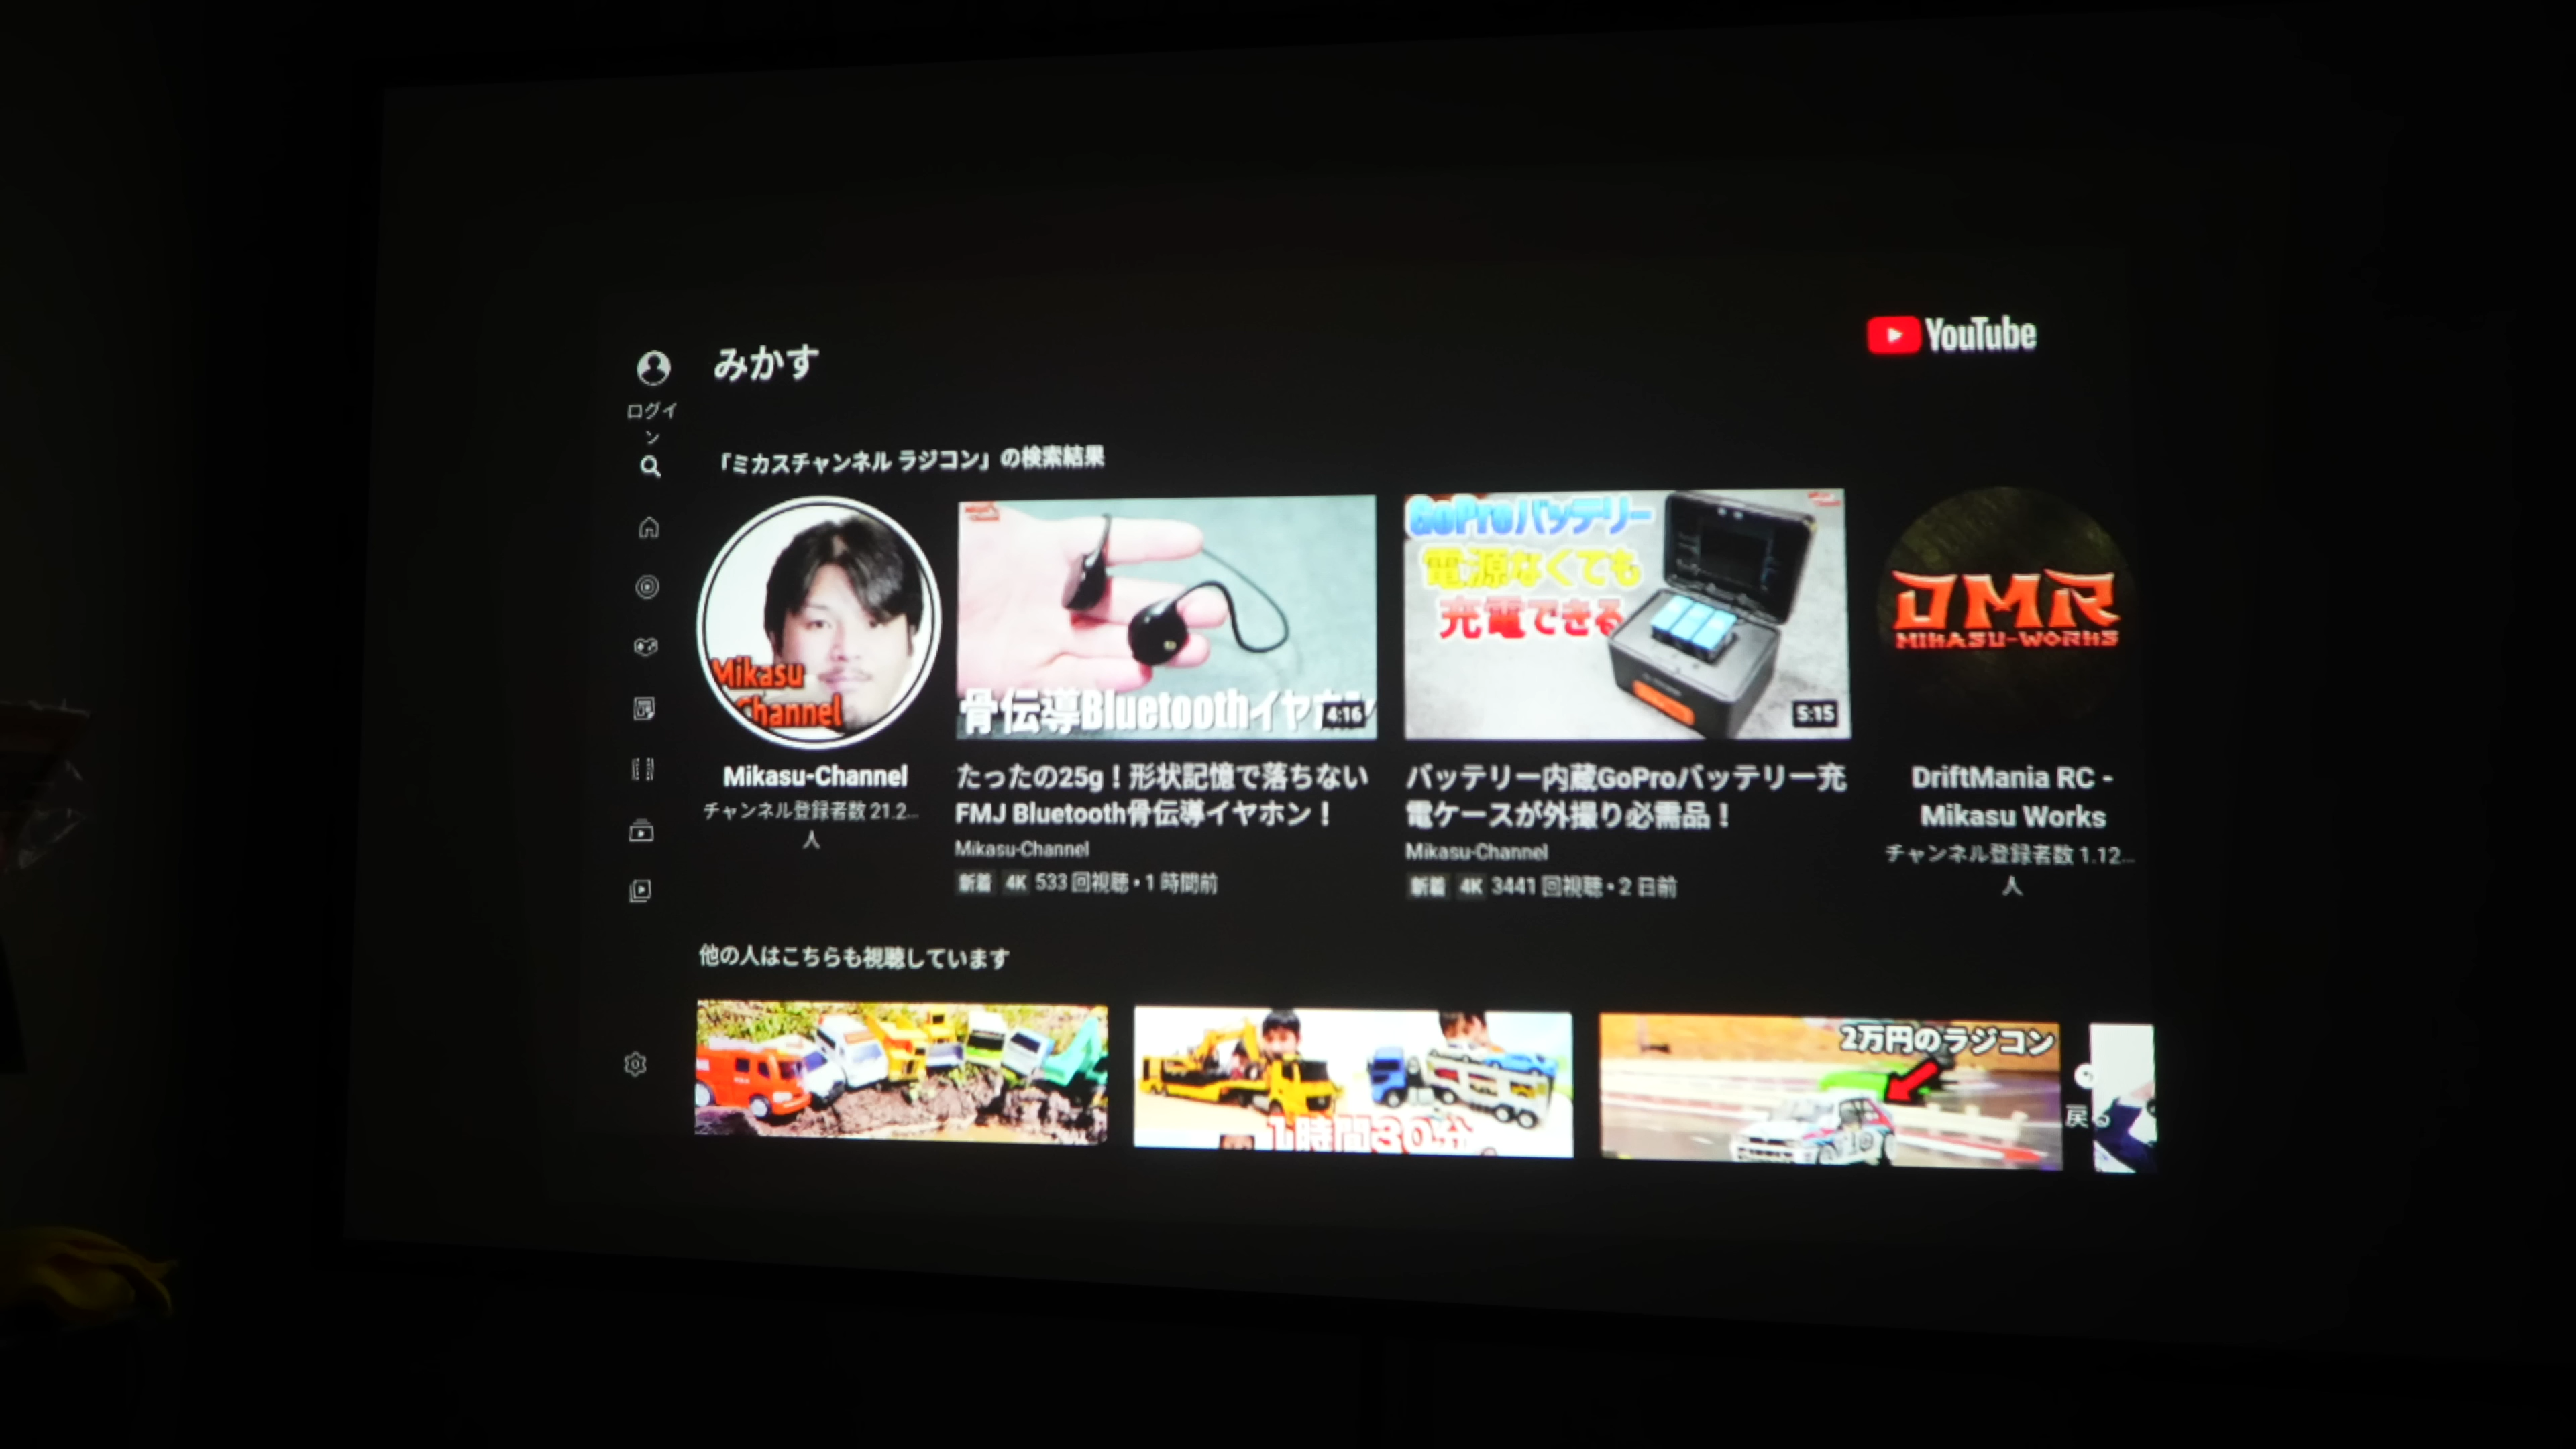 YouTube
みかす
ログイ
ン
「ミカスチャンネル ラジコン」の検索結果
Mikasu
Channel
Mikasu-Channel
チャンネル登録者数 21.2...
人
骨伝導Bluetoothイヤホン
4:16
たったの25g！形状記憶で落ちない
FMJ Bluetooth骨伝導イヤホン！
Mikasu-Channel
新着 4K 533 回視聴・1 時間前
GoProバッテリー
電源なくても
充電できる
5:15
バッテリー内蔵GoProバッテリー充
電ケースが外撮り必需品！
Mikasu-Channel
新着 4K 3441 回視聴・2 日前
DMR
MIKASU-WORKS
DriftMania RC -
Mikasu Works
チャンネル登録者数 1.12...
人
他の人はこちらも視聴しています
1時間30分
2万円のラジコン
戻る